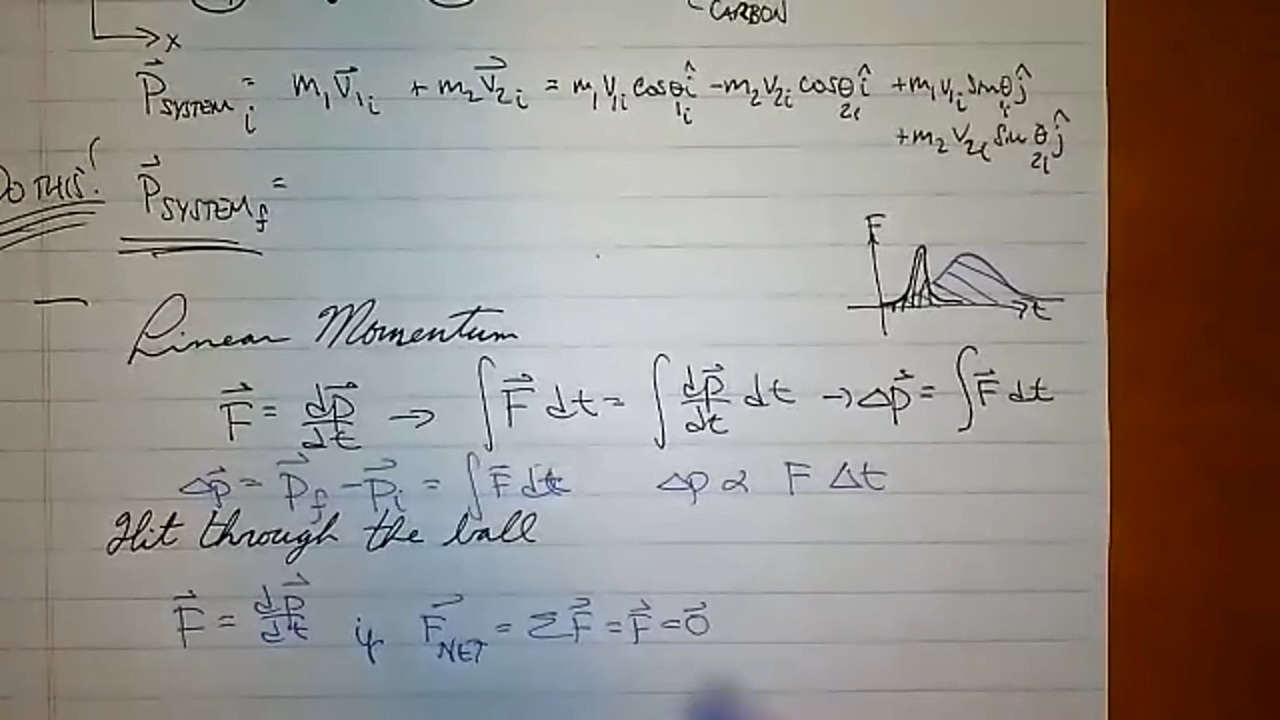 CARBON
x
P⃗SYSTEM i = m₁v⃗₁ᵢ + m₂v⃗₂ᵢ = m₁v₁ᵢ cosθ₁ᵢ î − m₂v₂ᵢ cosθ₂ᵢ î + m₁v₁ᵢ sinθ₁ᵢ ĵ
+ m₂v₂ᵢ sinθ₂ᵢ ĵ
DO THIS! P⃗SYSTEM f =
F
t
Linear Momentum
F⃗ = dp⃗/dt → ∫F⃗ dt = ∫ dp⃗/dt dt → Δp⃗ = ∫F⃗ dt
Δp⃗ = p⃗f − p⃗i = ∫F⃗ dt Δp ∝ F Δt
Hit through the ball
F⃗ = dp⃗/dt if F⃗NET = ΣF⃗ = F⃗ = 0⃗